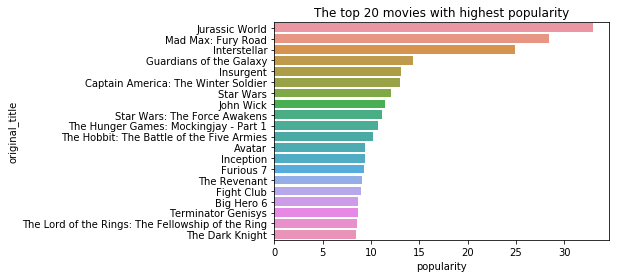 The top 20 movies with highest popularity
Jurassic World
Mad Max: Fury Road
Interstellar
Guardians of the Galaxy
Insurgent
Captain America: The Winter Soldier
Star Wars
John Wick
Star Wars: The Force Awakens
The Hunger Games: Mockingjay - Part 1
The Hobbit: The Battle of the Five Armies
Avatar
Inception
Furious 7
The Revenant
Fight Club
Big Hero 6
Terminator Genisys
The Lord of the Rings: The Fellowship of the Ring
The Dark Knight
original_title
0 5 10 15 20 25 30
popularity